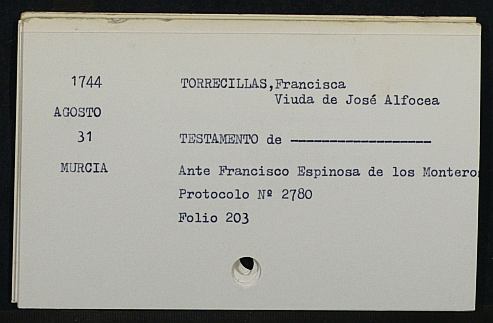 1744 TORRECILLAS,Francisca
Viuda de José Alfocea
AGOSTO
31 TESTAMENTO de ------------------
MURCIA Ante Francisco Espinosa de los Montero
Protocolo Nº 2780
Folio 203